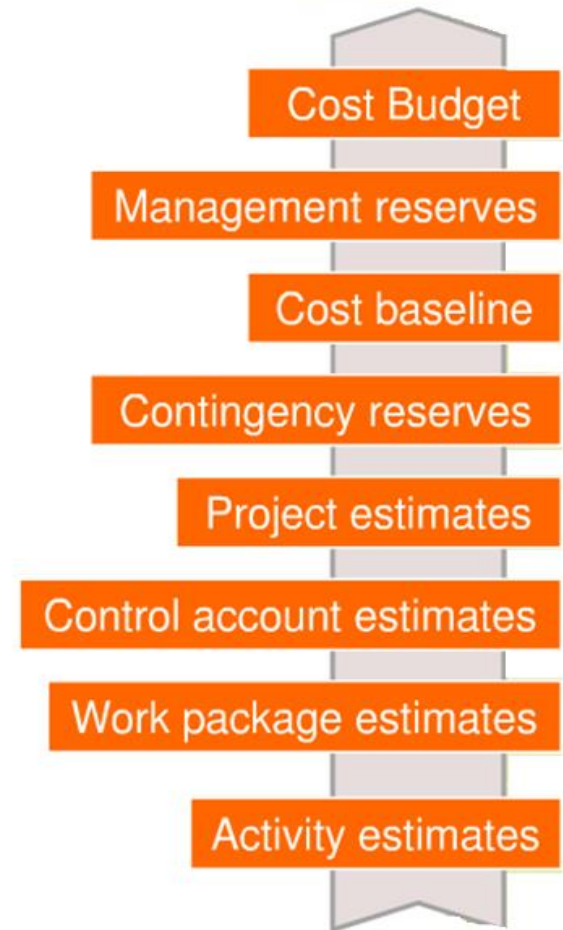 Cost Budget
Management reserves
Cost baseline
Contingency reserves
Project estimates
Control account estimates
Work package estimates
Activity estimates